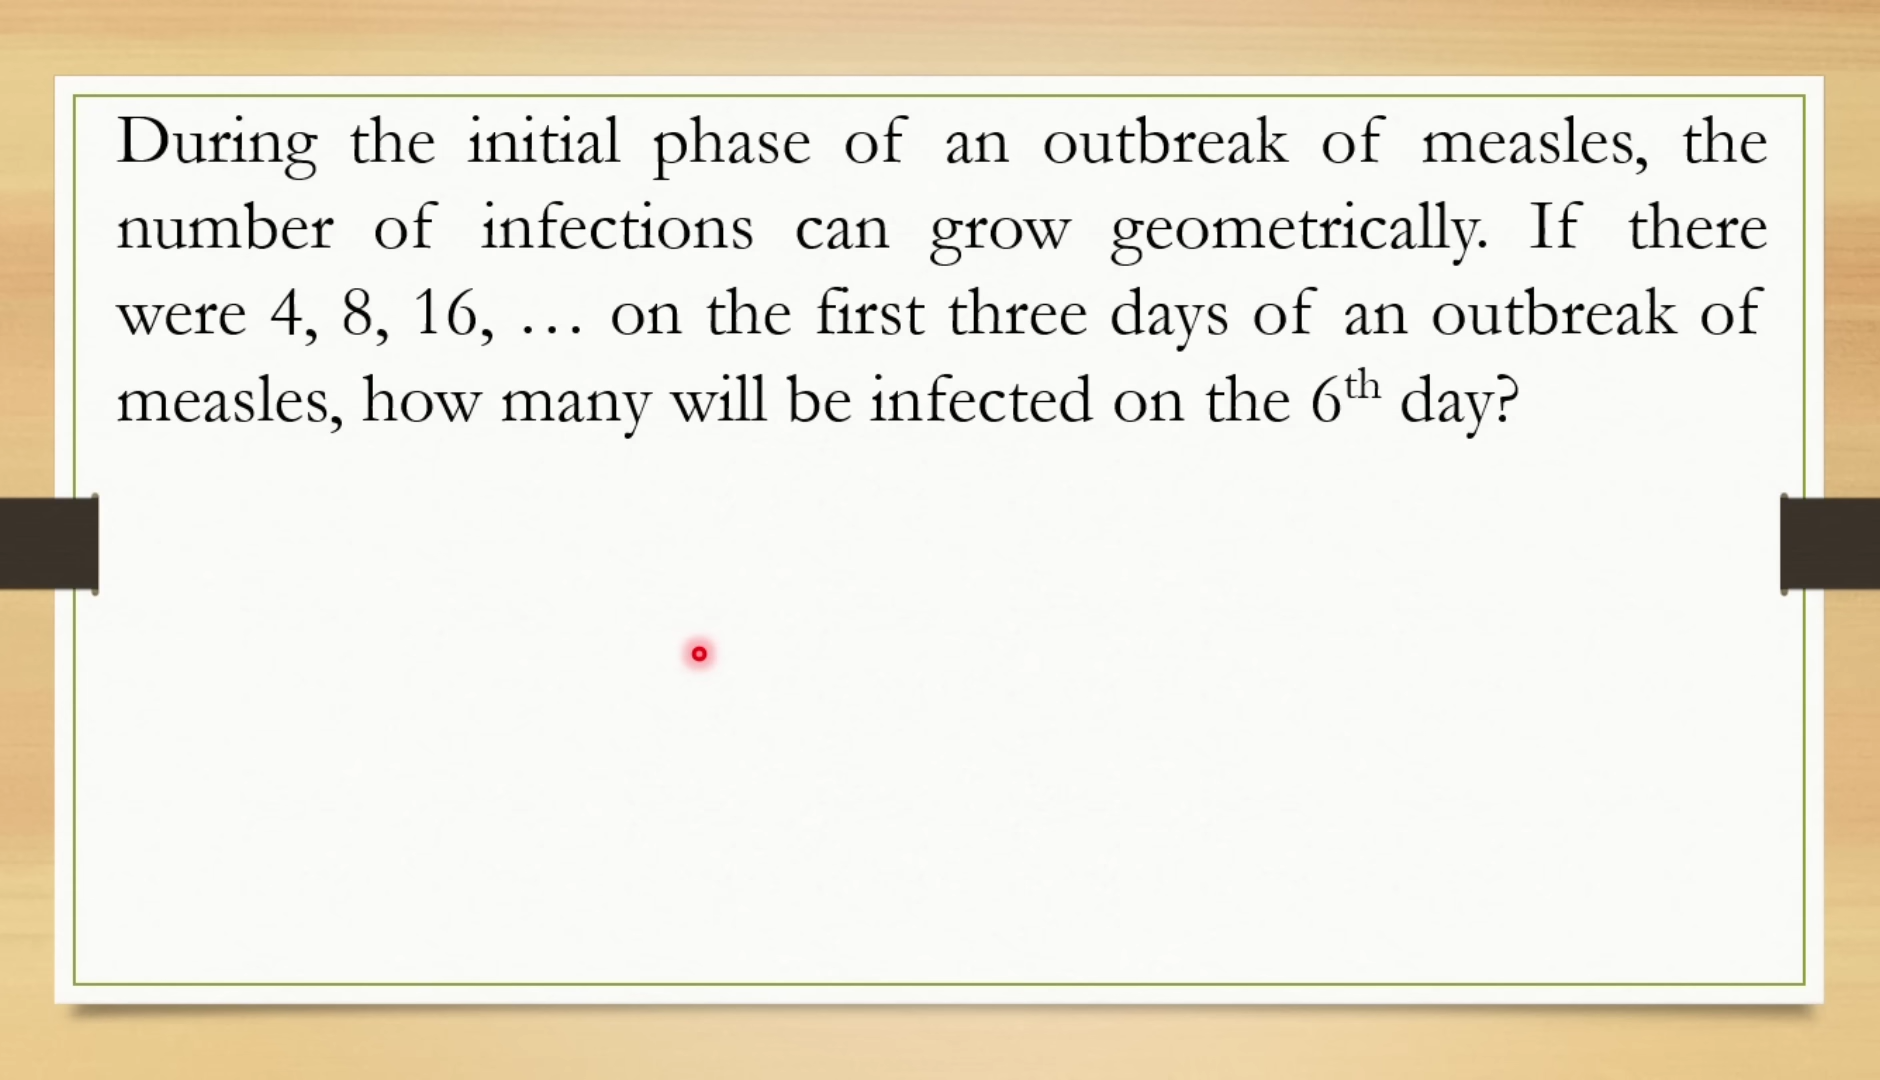 During the initial phase of an outbreak of measles, the
number of infections can grow geometrically. If there
were 4, 8, 16, … on the first three days of an outbreak of
measles, how many will be infected on the 6th day?